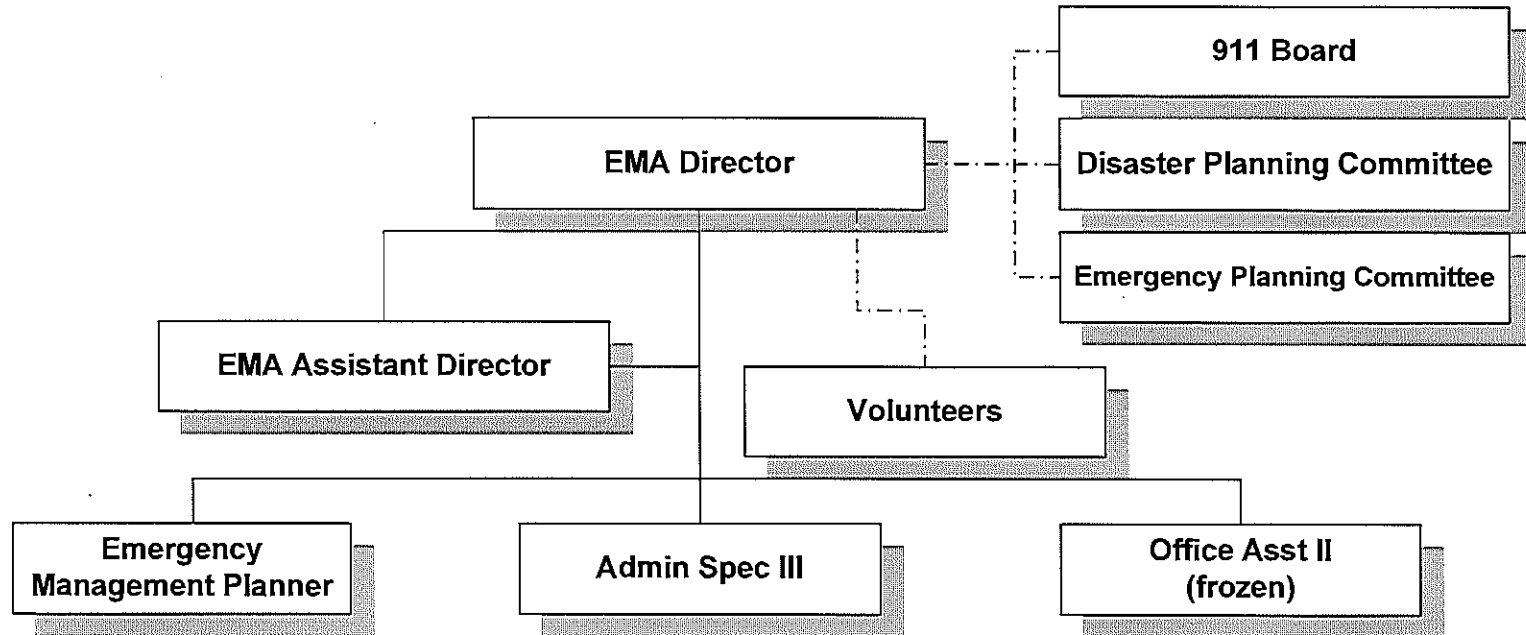 911 Board
EMA Director
Disaster Planning Committee
Emergency Planning Committee
EMA Assistant Director
Volunteers
Emergency
Management Planner
Admin Spec III
Office Asst II
(frozen)